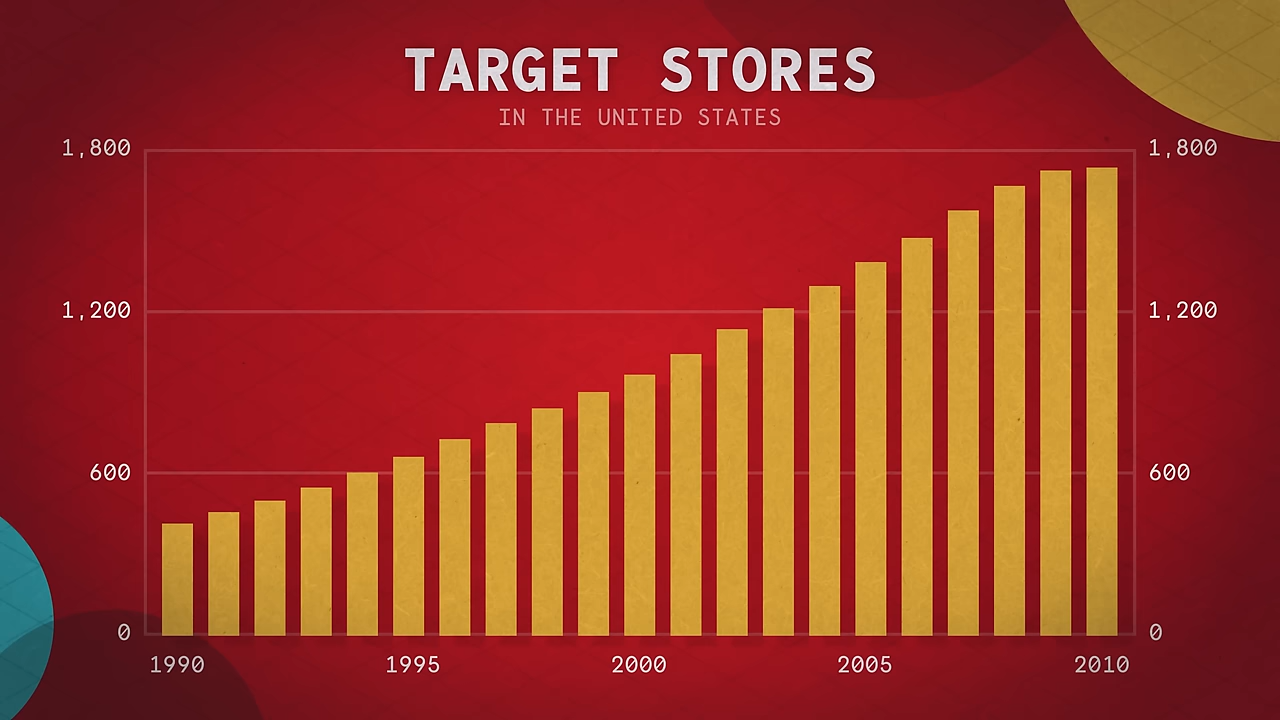 TARGET STORES
IN THE UNITED STATES
1,800 1,800
1,200 1,200
600 600
0 0
1990 1995 2000 2005 2010